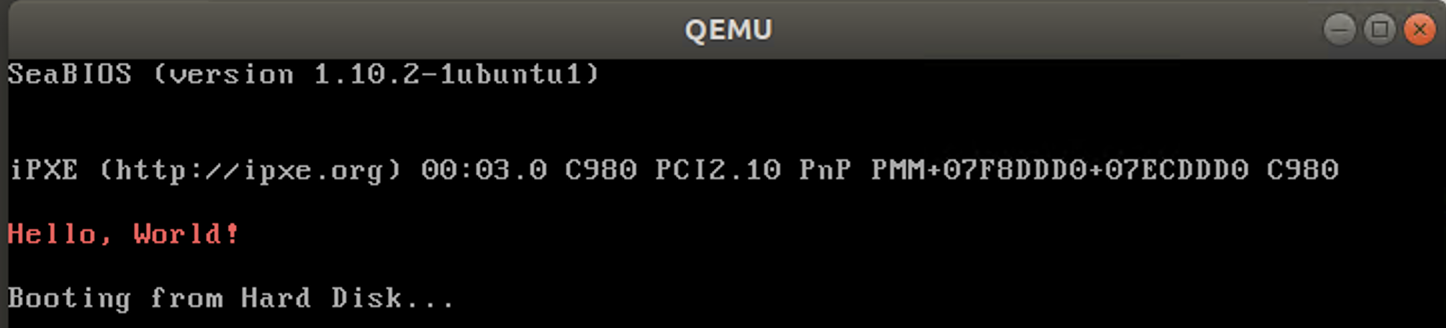 QEMU
SeaBIOS (version 1.10.2-1ubuntu1)
iPXE (http://ipxe.org) 00:03.0 C980 PCI2.10 PnP PMM+07F8DDD0+07ECDDD0 C980
Hello, World!
Booting from Hard Disk...